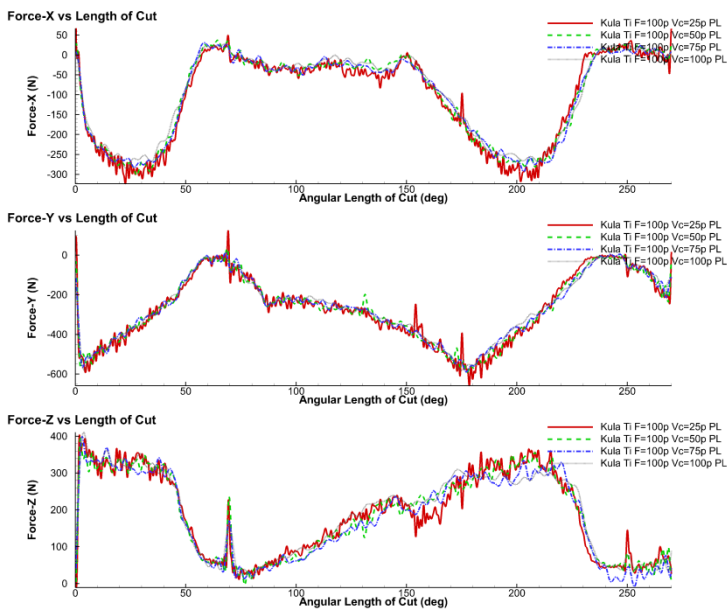 Force-X vs Length of Cut
Kula Ti F=100p Vc=25p PL
Kula Ti F=100p Vc=50p PL
Kula Ti F=100p Vc=75p PL
Kula Ti F=100p Vc=100p PL
Force-X (N)
50
0
-50
-100
-150
-200
-250
-300
0 50 100 150 200 250
Angular Length of Cut (deg)
Force-Y vs Length of Cut
Kula Ti F=100p Vc=25p PL
Kula Ti F=100p Vc=50p PL
Kula Ti F=100p Vc=75p PL
Kula Ti F=100p Vc=100p PL
Force-Y (N)
0
-200
-400
-600
0 50 100 150 200 250
Angular Length of Cut (deg)
Force-Z vs Length of Cut
Kula Ti F=100p Vc=25p PL
Kula Ti F=100p Vc=50p PL
Kula Ti F=100p Vc=75p PL
Kula Ti F=100p Vc=100p PL
Force-Z (N)
400
300
200
100
0
0 50 100 150 200 250
Angular Length of Cut (deg)